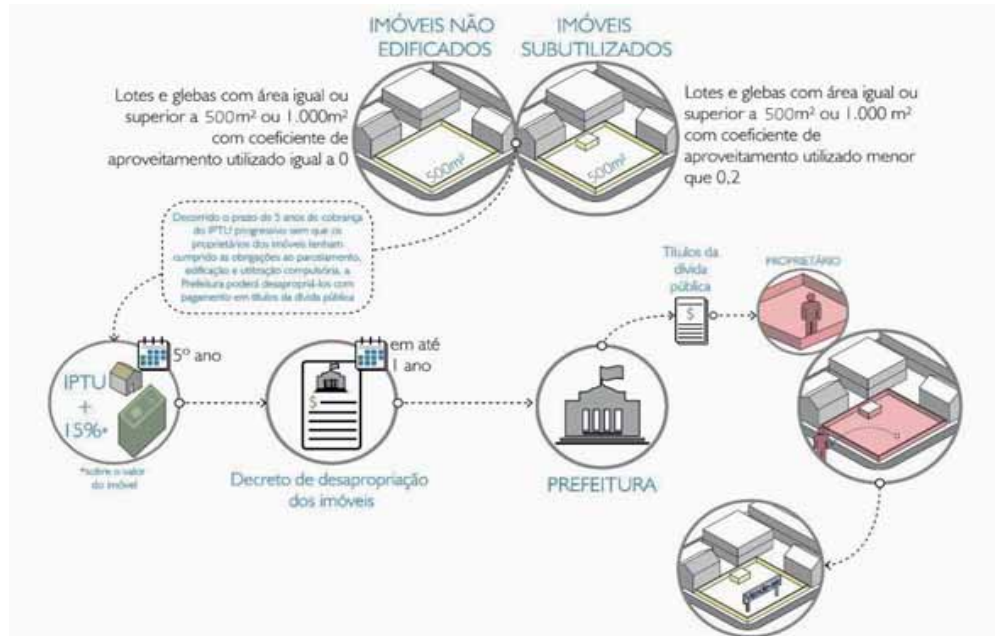 IMÓVEIS NÃO
EDIFICADOS
IMÓVEIS
SUBUTILIZADOS
Lotes e glebas com área igual ou
superior a 500m² ou 1.000m²
com coeficiente de
aproveitamento utilizado igual a 0
500m²
500m²
Lotes e glebas com área igual ou
superior a 500m² ou 1.000 m²
com coeficiente de
aproveitamento utilizado menor
que 0,2
Decorrido o prazo de 5 anos de cobrança
do IPTU progressivo sem que os
proprietários dos imóveis tenham
cumprido as obrigações ao parcelamento,
edificação e utilização compulsória, a
Prefeitura poderá desapropriá-los com
pagamento em títulos da dívida pública
5º ano
IPTU
+
15%*
*sobre o valor
do imóvel
em até
1 ano
$
Decreto de desapropriação
dos imóveis
PREFEITURA
Títulos da
dívida
pública
$
PROPRIETÁRIO